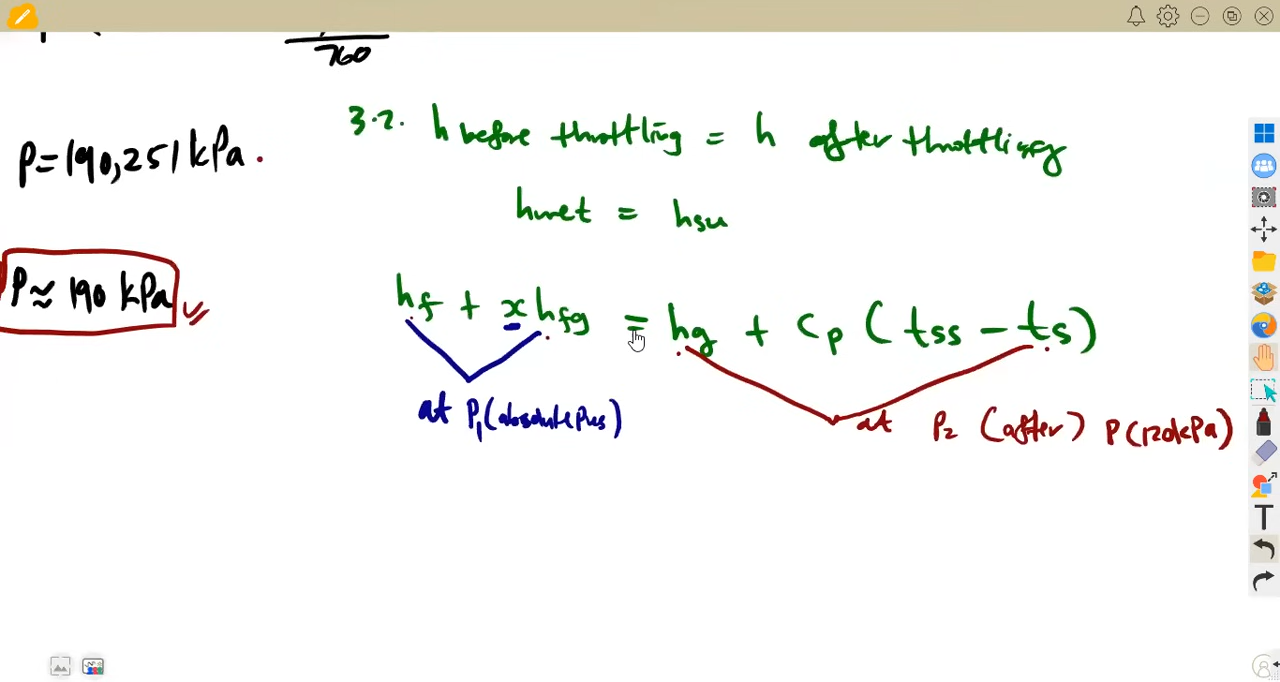 760
P=190,251 kPa.
P≈ 190 kPa
3.2. h before throttling = h after throttling
hwet = hsu
hf + xhfg = hg + Cp (tss − ts)
at P1 (absolute Pres)
at P2 (after) P(120kPa)
T